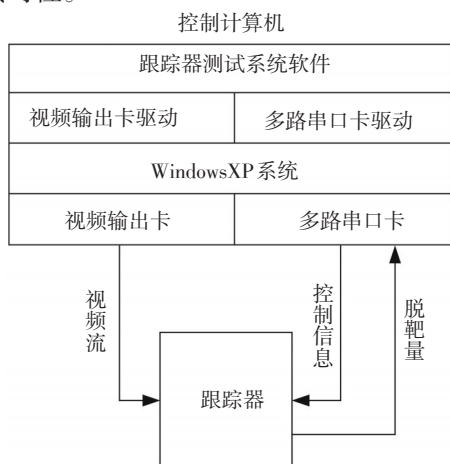 控制计算机
跟踪器测试系统软件
视频输出卡驱动
多路串口卡驱动
WindowsXP系统
视频输出卡
多路串口卡
视频流
控制信息
脱靶量
跟踪器